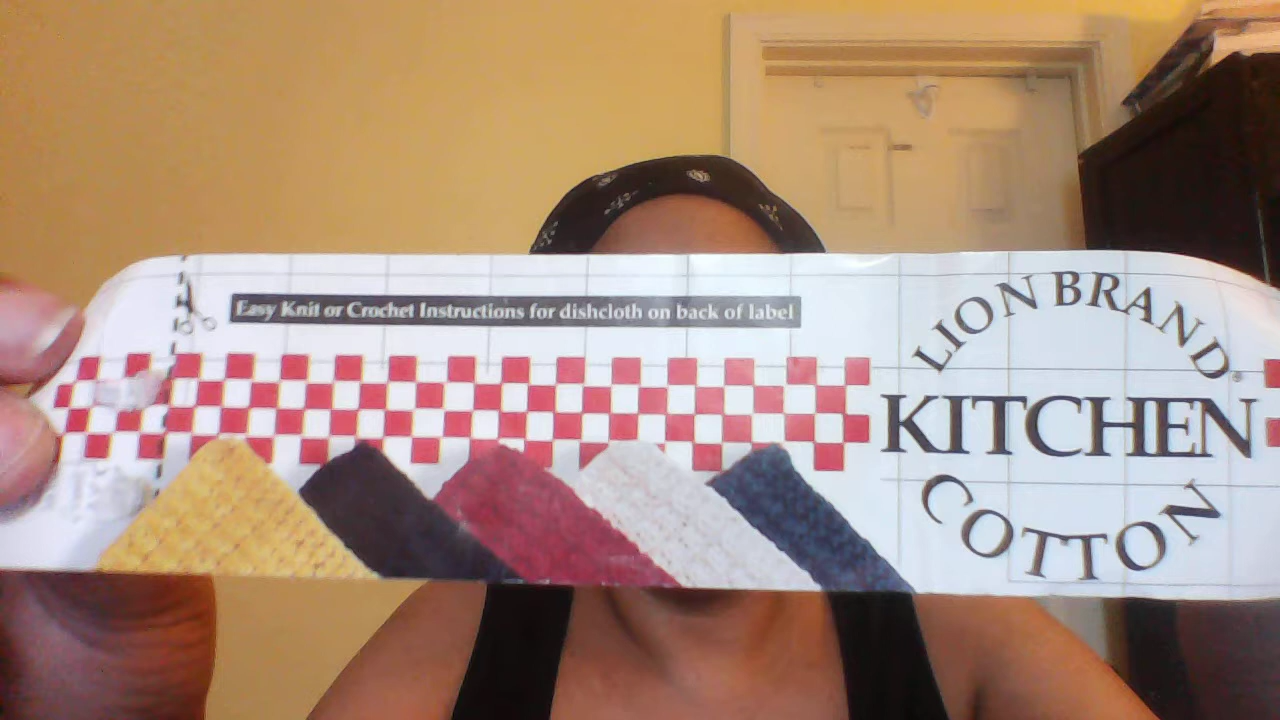 Easy Knit or Crochet Instructions for dishcloth on back of label
LION BRAND®
KITCHEN
COTTON